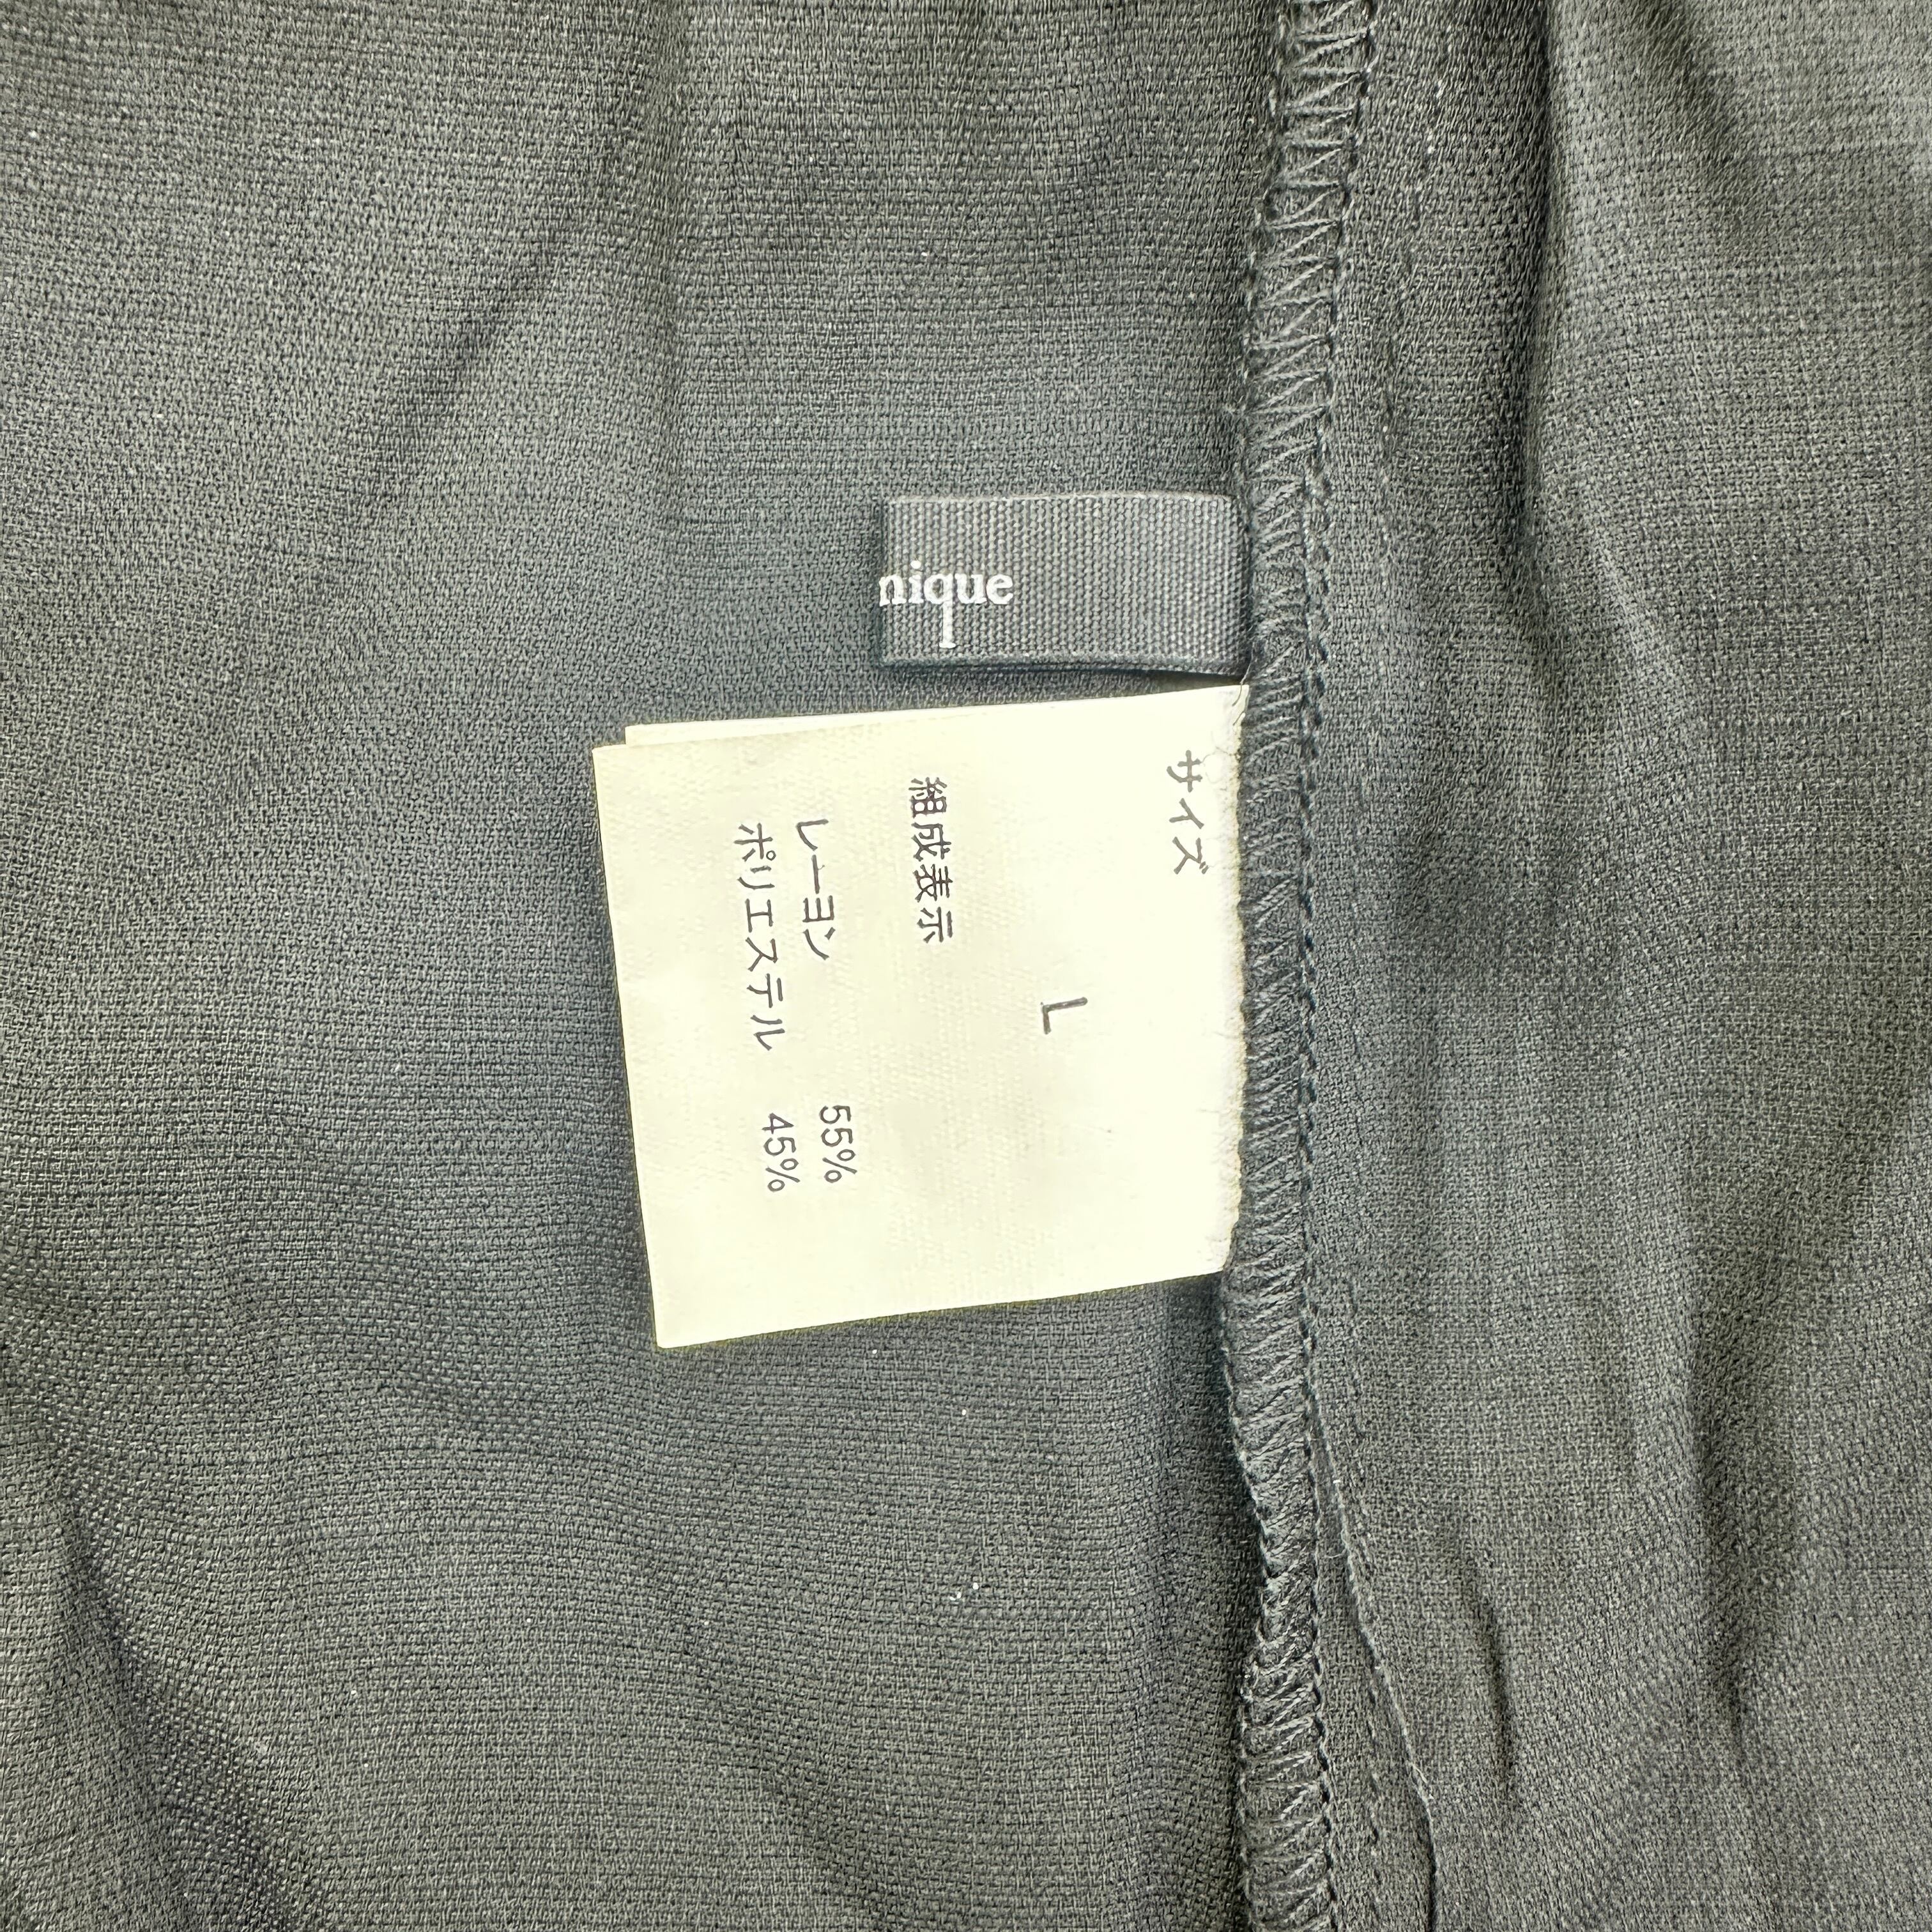 nique
サイズ
L
組成表示
レーヨン 55%
ポリエステル 45%